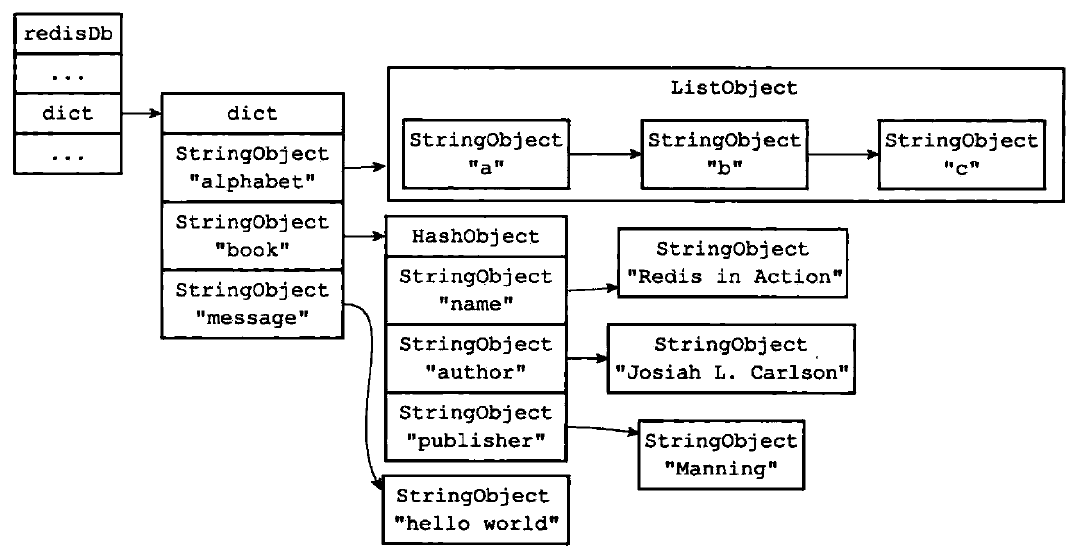 redisDb
...
dict
...
dict
StringObject
"alphabet"
StringObject
"book"
StringObject
"message"
ListObject
StringObject
"a"
StringObject
"b"
StringObject
"c"
HashObject
StringObject
"name"
StringObject
"author"
StringObject
"publisher"
StringObject
"Redis in Action"
StringObject
"Josiah L. Carlson"
StringObject
"Manning"
StringObject
"hello world"